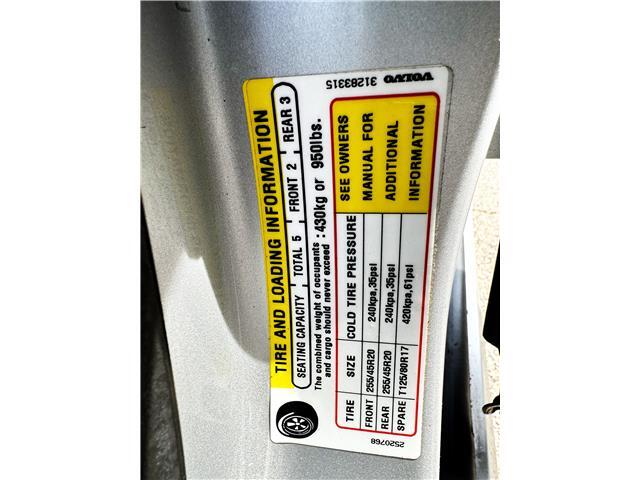 TIRE AND LOADING INFORMATION
SEATING CAPACITY TOTAL 5 FRONT 2 REAR 3
The combined weight of occupants and cargo should never exceed : 430kg or 950lbs.
TIRE SIZE COLD TIRE PRESSURE
FRONT 255/45R20 240kpa,35psi
REAR 255/45R20 240kpa,35psi
SPARE T125/80R17 420kpa,61psi
SEE OWNERS
MANUAL FOR
ADDITIONAL
INFORMATION
2520768
31283315 VOLVO